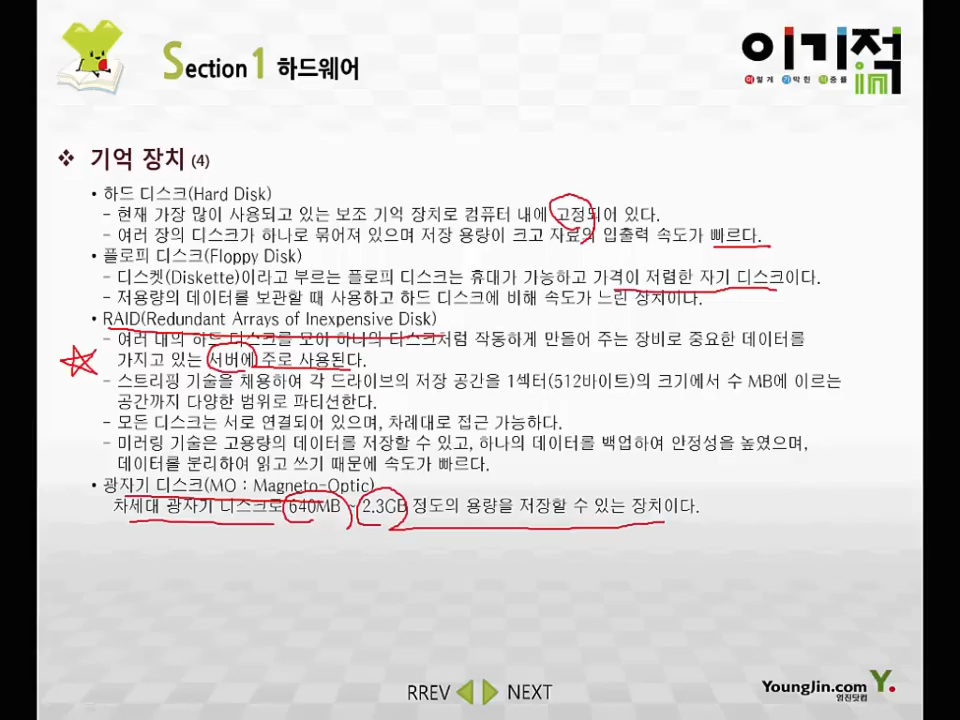 Section 1 하드웨어
이기적in
이렇게 기막힌 적중률
❖ 기억 장치 (4)
• 하드 디스크(Hard Disk)
- 현재 가장 많이 사용되고 있는 보조 기억 장치로 컴퓨터 내에 고정되어 있다.
- 여러 장의 디스크가 하나로 묶어져 있으며 저장 용량이 크고 자료의 입출력 속도가 빠르다.
• 플로피 디스크(Floppy Disk)
- 디스켓(Diskette)이라고 부르는 플로피 디스크는 휴대가 가능하고 가격이 저렴한 자기 디스크이다.
- 저용량의 데이터를 보관할 때 사용하고 하드 디스크에 비해 속도가 느린 장치이다.
• RAID(Redundant Arrays of Inexpensive Disk)
- 여러 대의 하드 디스크를 모아 하나의 디스크처럼 작동하게 만들어 주는 장비로 중요한 데이터를
가지고 있는 서버에 주로 사용된다.
- 스트리핑 기술을 채용하여 각 드라이브의 저장 공간을 1섹터(512바이트)의 크기에서 수 MB에 이르는
공간까지 다양한 범위로 파티션한다.
- 모든 디스크는 서로 연결되어 있으며, 차례대로 접근 가능하다.
- 미러링 기술은 고용량의 데이터를 저장할 수 있고, 하나의 데이터를 백업하여 안정성을 높였으며,
데이터를 분리하여 읽고 쓰기 때문에 속도가 빠르다.
• 광자기 디스크(MO : Magneto-Optic)
차세대 광자기 디스크로 640MB ~ 2.3GB 정도의 용량을 저장할 수 있는 장치이다.
RREV NEXT
YoungJin.com Y.
영진닷컴